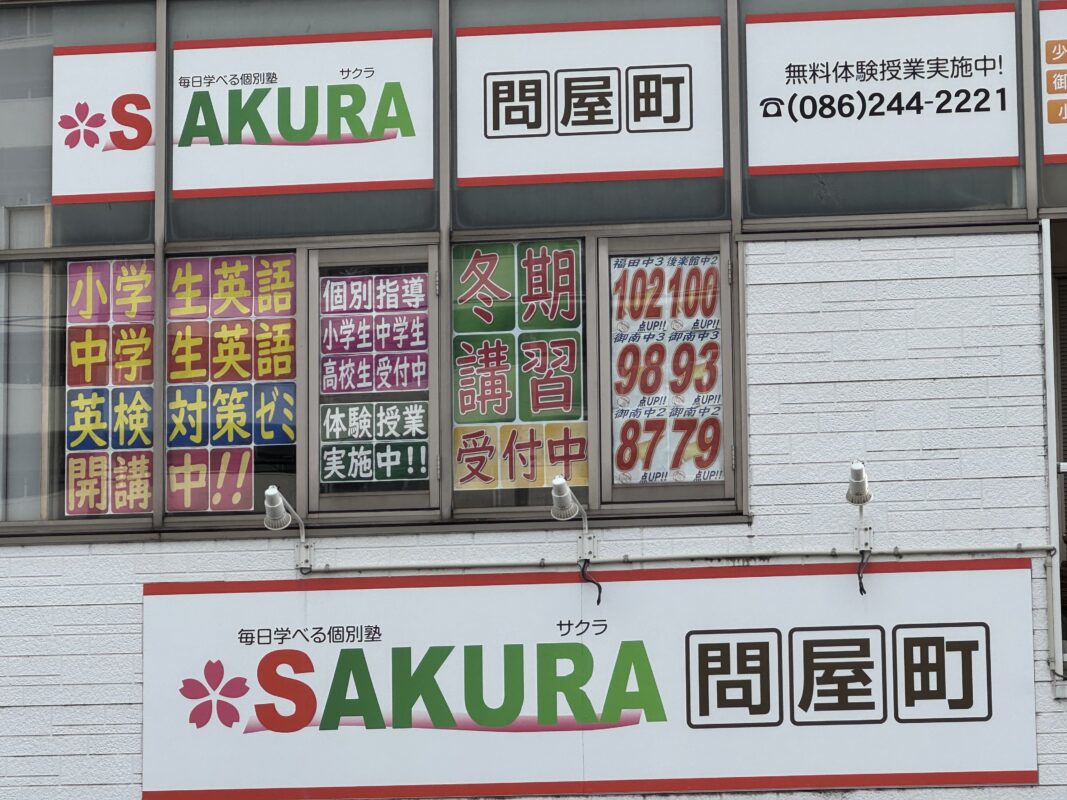 毎日学べる個別塾
サクラ
SAKURA
問屋町
無料体験授業実施中!
☎(086)244-2221
少
御
小
小学生英語
中学生英語
英検対策ゼミ
開講中!!
個別指導
小学生中学生
高校生受付中
体験授業
実施中!!
冬期
講習
受付中
福田中3 後楽館中2
102 100
点UP!! 点UP!!
御南中3 御南中3
98 93
点UP!! 点UP!!
御南中2 御南中2
87 79
点UP!! 点UP!!
毎日学べる個別塾
サクラ
SAKURA
問屋町